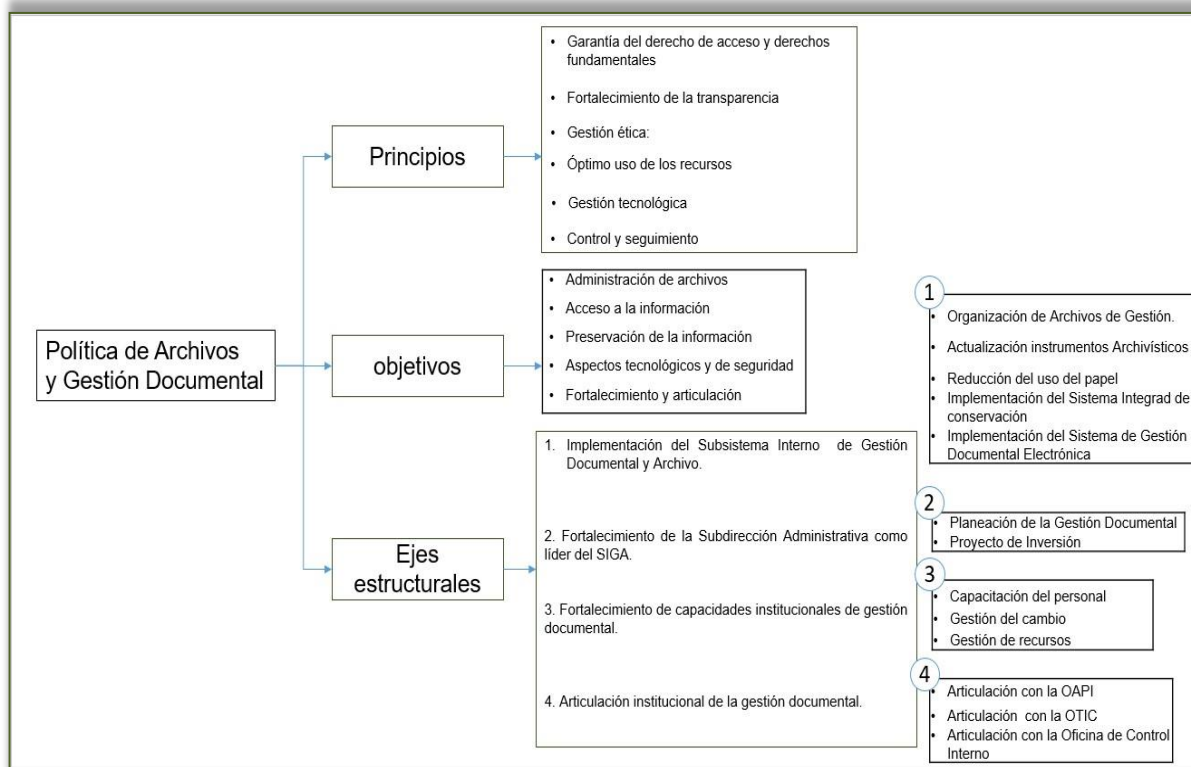 Política de Archivos
y Gestión Documental
Principios
• Garantía del derecho de acceso y derechos
fundamentales
• Fortalecimiento de la transparencia
• Gestión ética:
• Óptimo uso de los recursos
• Gestión tecnológica
• Control y seguimiento
objetivos
• Administración de archivos
• Acceso a la información
• Preservación de la información
• Aspectos tecnológicos y de seguridad
• Fortalecimiento y articulación
Ejes
estructurales
1. Implementación del Subsistema Interno de Gestión
Documental y Archivo.
2. Fortalecimiento de la Subdirección Administrativa como
líder del SIGA.
3. Fortalecimiento de capacidades institucionales de gestión
documental.
4. Articulación institucional de la gestión documental.
1
• Organización de Archivos de Gestión.
• Actualización instrumentos Archivísticos
• Reducción del uso del papel
• Implementación del Sistema Integrad de
conservación
• Implementación del Sistema de Gestión
Documental Electrónica
2
• Planeación de la Gestión Documental
• Proyecto de Inversión
3
• Capacitación del personal
• Gestión del cambio
• Gestión de recursos
4
• Articulación con la OAPI
• Articulación con la OTIC
• Articulación con la Oficina de Control
Interno